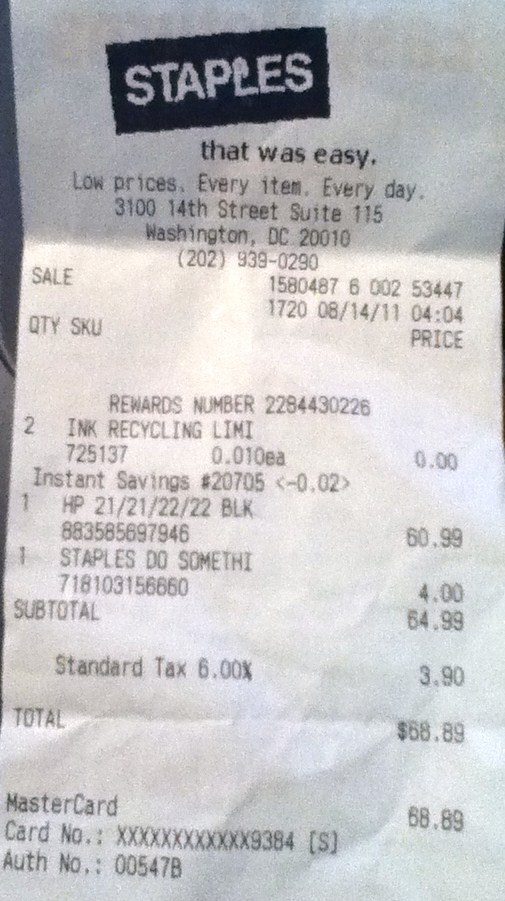 STAPLES
that was easy.
Low prices. Every item. Every day.
3100 14th Street Suite 115
Washington, DC 20010
(202) 939-0290
SALE 1580487 6 002 53447
1720 08/14/11 04:04
QTY SKU PRICE
REWARDS NUMBER 2284430226
2 INK RECYCLING LIMI
725137 0.010ea 0.00
Instant Savings #20705 <-0.02>
1 HP 21/21/22/22 BLK
883585697946 60.99
1 STAPLES DO SOMETHI
718103156660 4.00
SUBTOTAL 64.99
Standard Tax 6.00% 3.90
TOTAL $68.89
MasterCard 68.89
Card No.: XXXXXXXXXXXX9384 [S]
Auth No.: 00547B